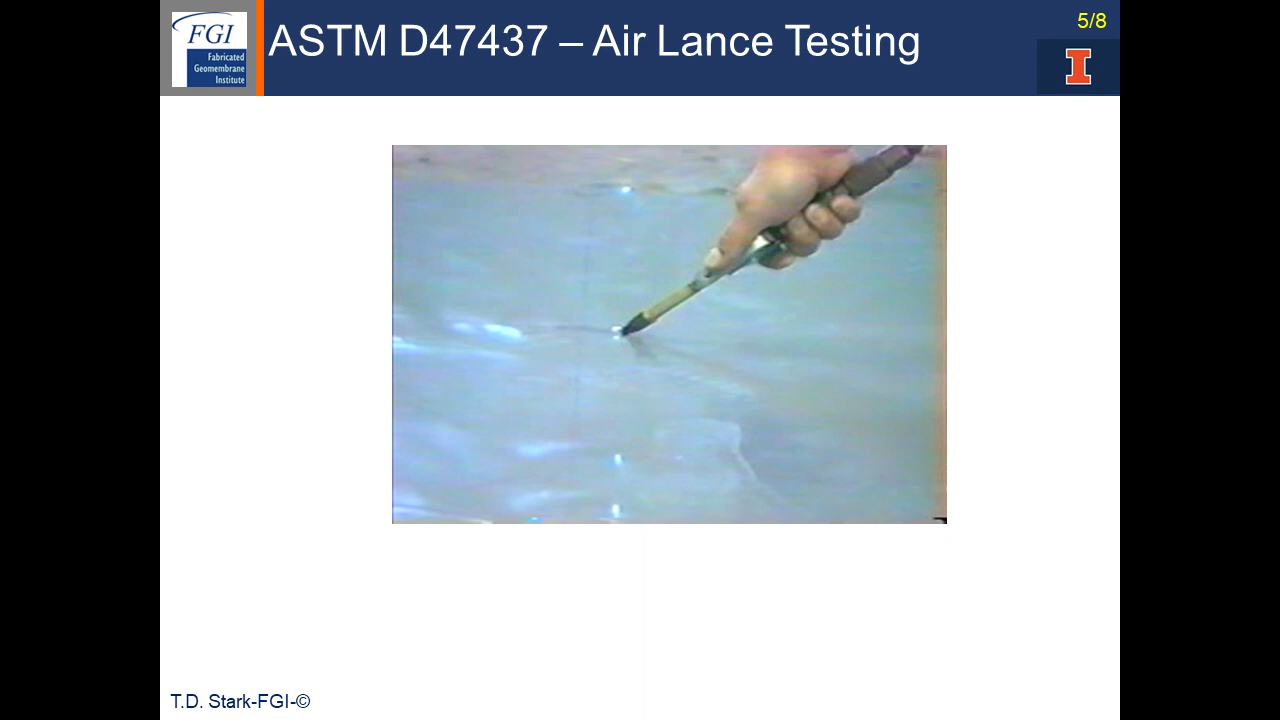 FGI
Fabricated
Geomembrane
Institute
ASTM D47437 – Air Lance Testing
5/8
I
T.D. Stark-FGI-©